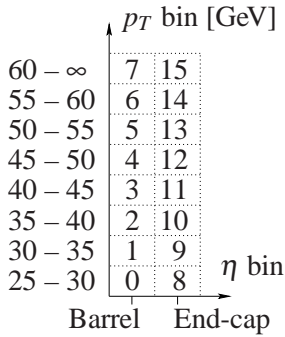 p_T bin [GeV]
60 – ∞ 7 15
55 – 60 6 14
50 – 55 5 13
45 – 50 4 12
40 – 45 3 11
35 – 40 2 10
30 – 35 1 9
η bin
25 – 30 0 8
Barrel End-cap